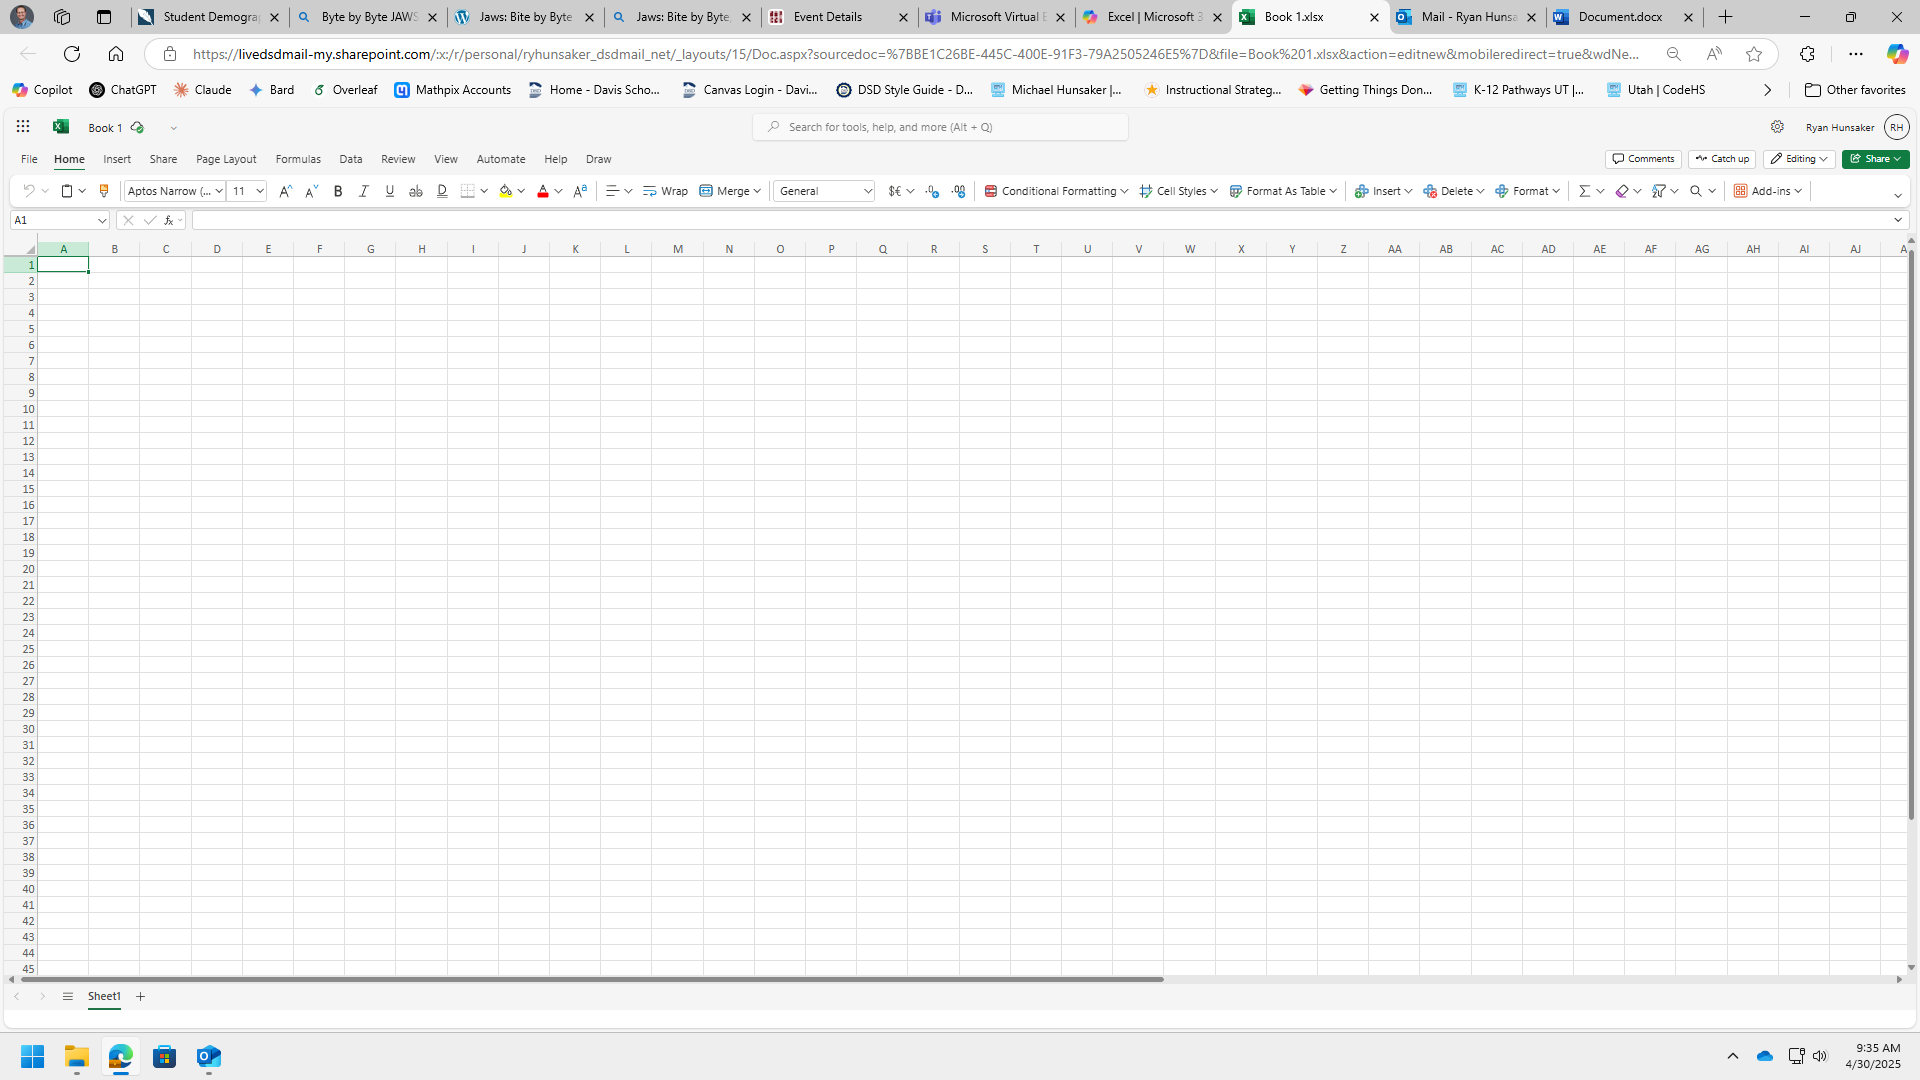 Student Demogra
Byte by Byte JAWS
Jaws: Bite by Byte
Jaws: Bite by Byte,
Event Details
Microsoft Virtual E
Excel | Microsoft 3
Book 1.xlsx
Mail - Ryan Hunsa
Document.docx
https://livedsdmail-my.sharepoint.com/:x:/r/personal/ryhunsaker_dsdmail_net/_layouts/15/Doc.aspx?sourcedoc=%7BBE1C26BE-445C-400E-91F3-79A2505246E5%7D&file=Book%201.xlsx&action=editnew&mobileredirect=true&wdNe...
Copilot ChatGPT Claude Bard Overleaf Mathpix Accounts Home - Davis Scho... Canvas Login - Davi... DSD Style Guide - D... Michael Hunsaker |... Instructional Strateg... Getting Things Don... K-12 Pathways UT |... Utah | CodeHS Other favorites
Book 1 Search for tools, help, and more (Alt + Q) Ryan Hunsaker RH
File Home Insert Share Page Layout Formulas Data Review View Automate Help Draw Comments Catch up Editing Share
Aptos Narrow (... 11 A A B I U ab D A A Wrap Merge General $€ Conditional Formatting Cell Styles Format As Table Insert Delete Format Add-ins
A1 fx
A B C D E F G H I J K L M N O P Q R S T U V W X Y Z AA AB AC AD AE AF AG AH AI AJ A
1
2
3
4
5
6
7
8
9
10
11
12
13
14
15
16
17
18
19
20
21
22
23
24
25
26
27
28
29
30
31
32
33
34
35
36
37
38
39
40
41
42
43
44
45
Sheet1
9:35 AM
4/30/2025